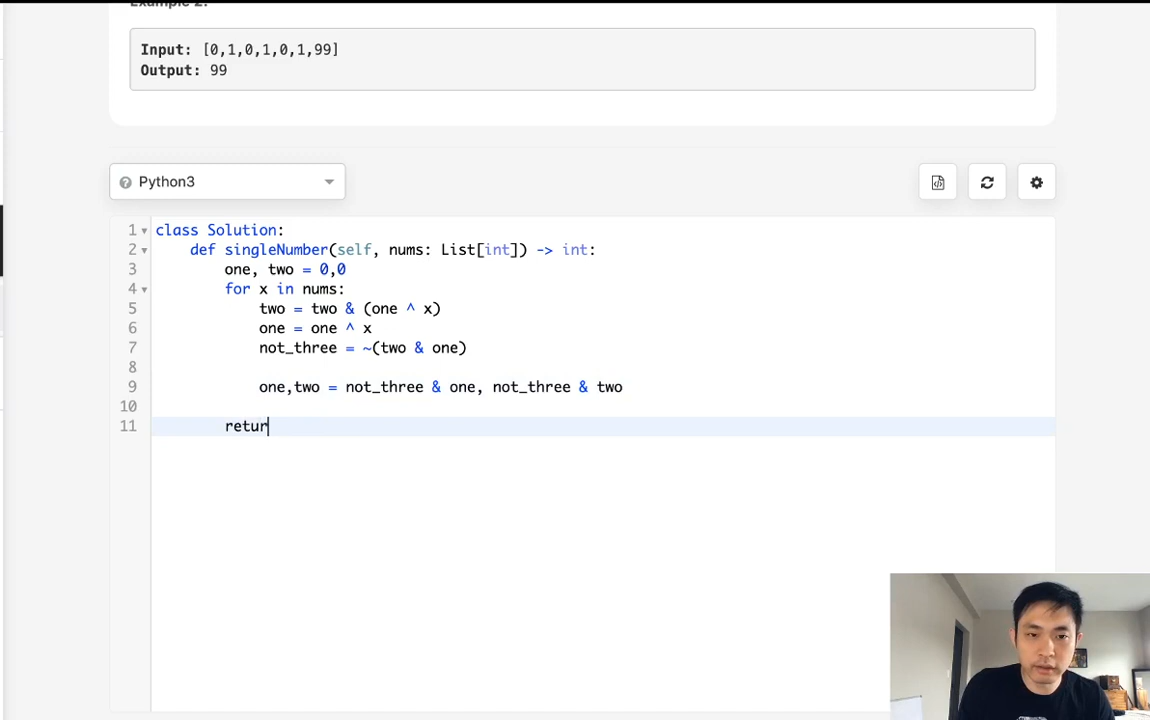 Example 2:
Input: [0,1,0,1,0,1,99]
Output: 99
Python3
1 class Solution:
2 def singleNumber(self, nums: List[int]) -> int:
3 one, two = 0,0
4 for x in nums:
5 two = two & (one ^ x)
6 one = one ^ x
7 not_three = ~(two & one)
8
9 one,two = not_three & one, not_three & two
10
11 retur